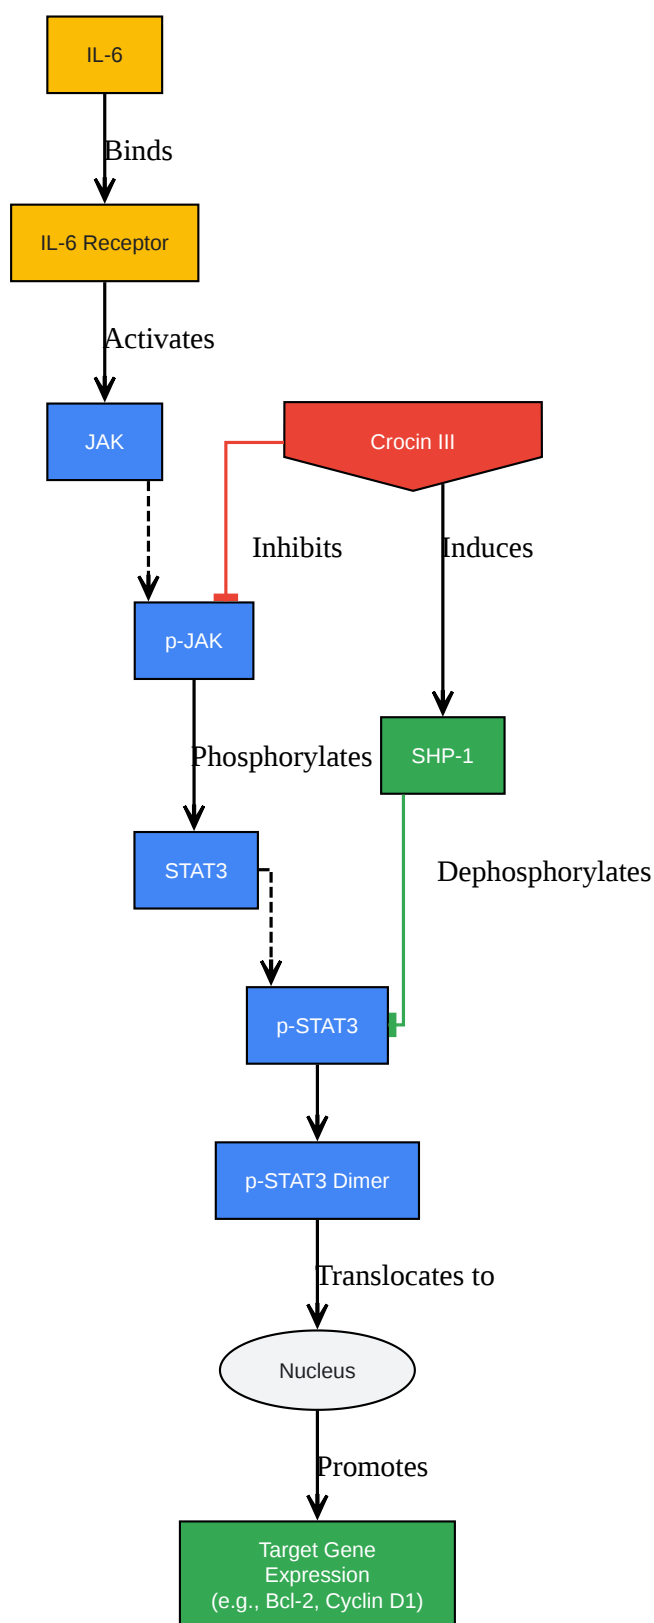 IL-6
Binds
IL-6 Receptor
Activates
JAK
Crocin III
Inhibits
Induces
p-JAK
Phosphorylates
SHP-1
STAT3
Dephosphorylates
p-STAT3
p-STAT3 Dimer
Translocates to
Nucleus
Promotes
Target Gene
Expression
(e.g., Bcl-2, Cyclin D1)